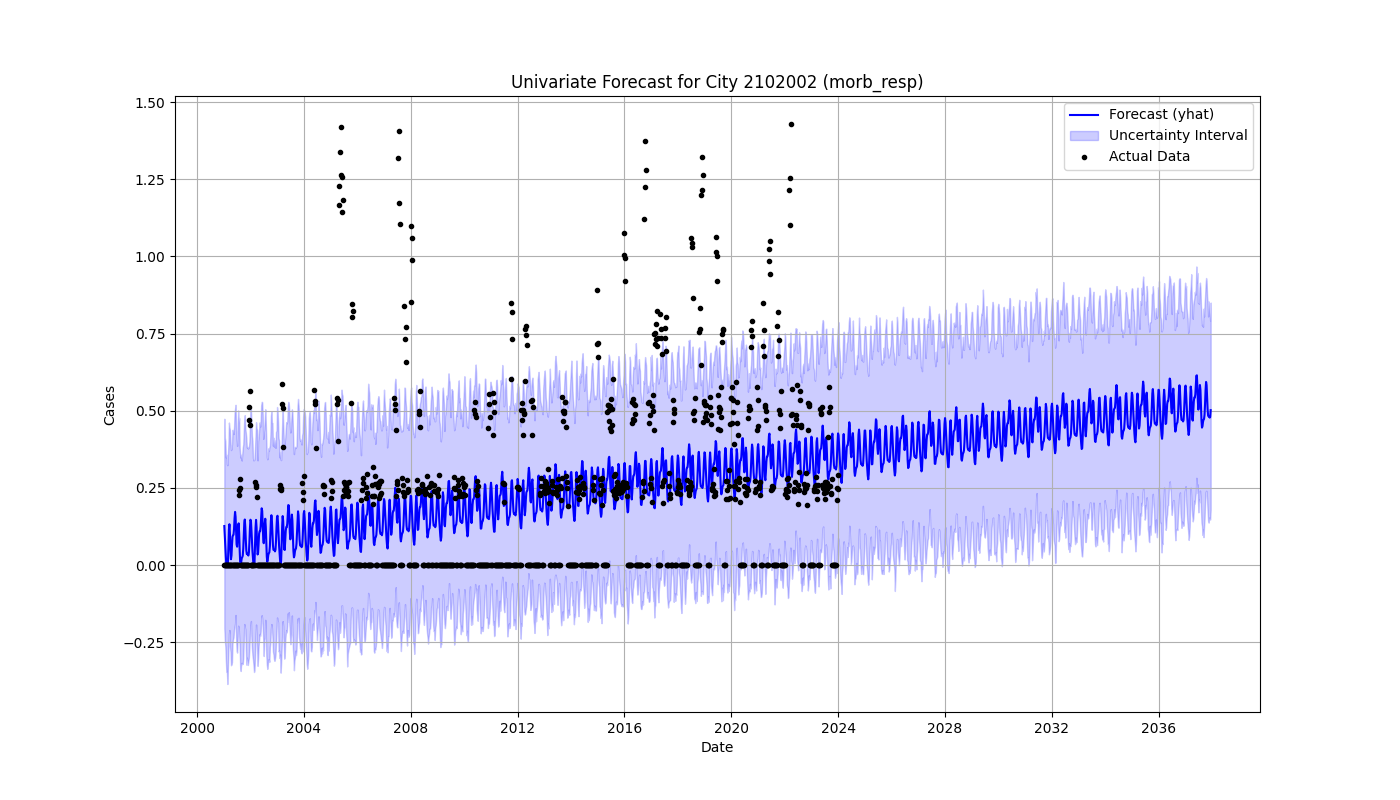 Univariate Forecast for City 2102002 (morb_resp)
Forecast (yhat)
Uncertainty Interval
Actual Data
1.50
1.25
1.00
0.75
0.50
0.25
0.00
−0.25
Cases
2000 2004 2008 2012 2016 2020 2024 2028 2032 2036
Date